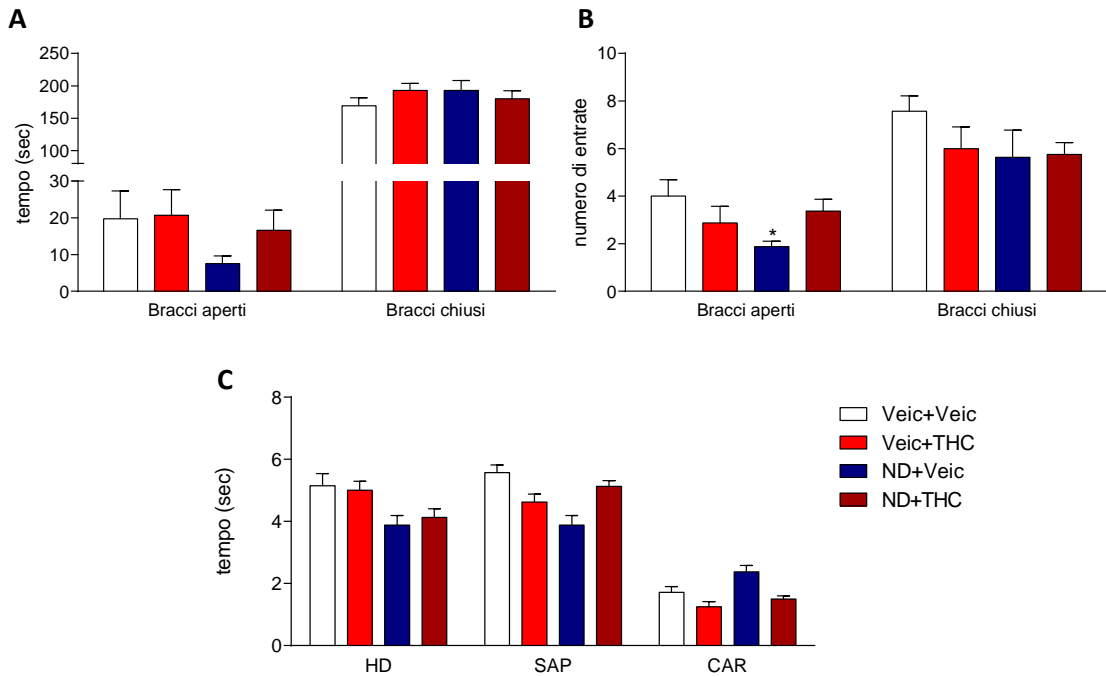 A
tempo (sec)
250
200
150
100
30
20
10
0
Bracci aperti
Bracci chiusi
B
numero di entrate
10
8
6
4
2
0
*
Bracci aperti
Bracci chiusi
C
tempo (sec)
8
6
4
2
0
HD
SAP
CAR
Veic+Veic
Veic+THC
ND+Veic
ND+THC